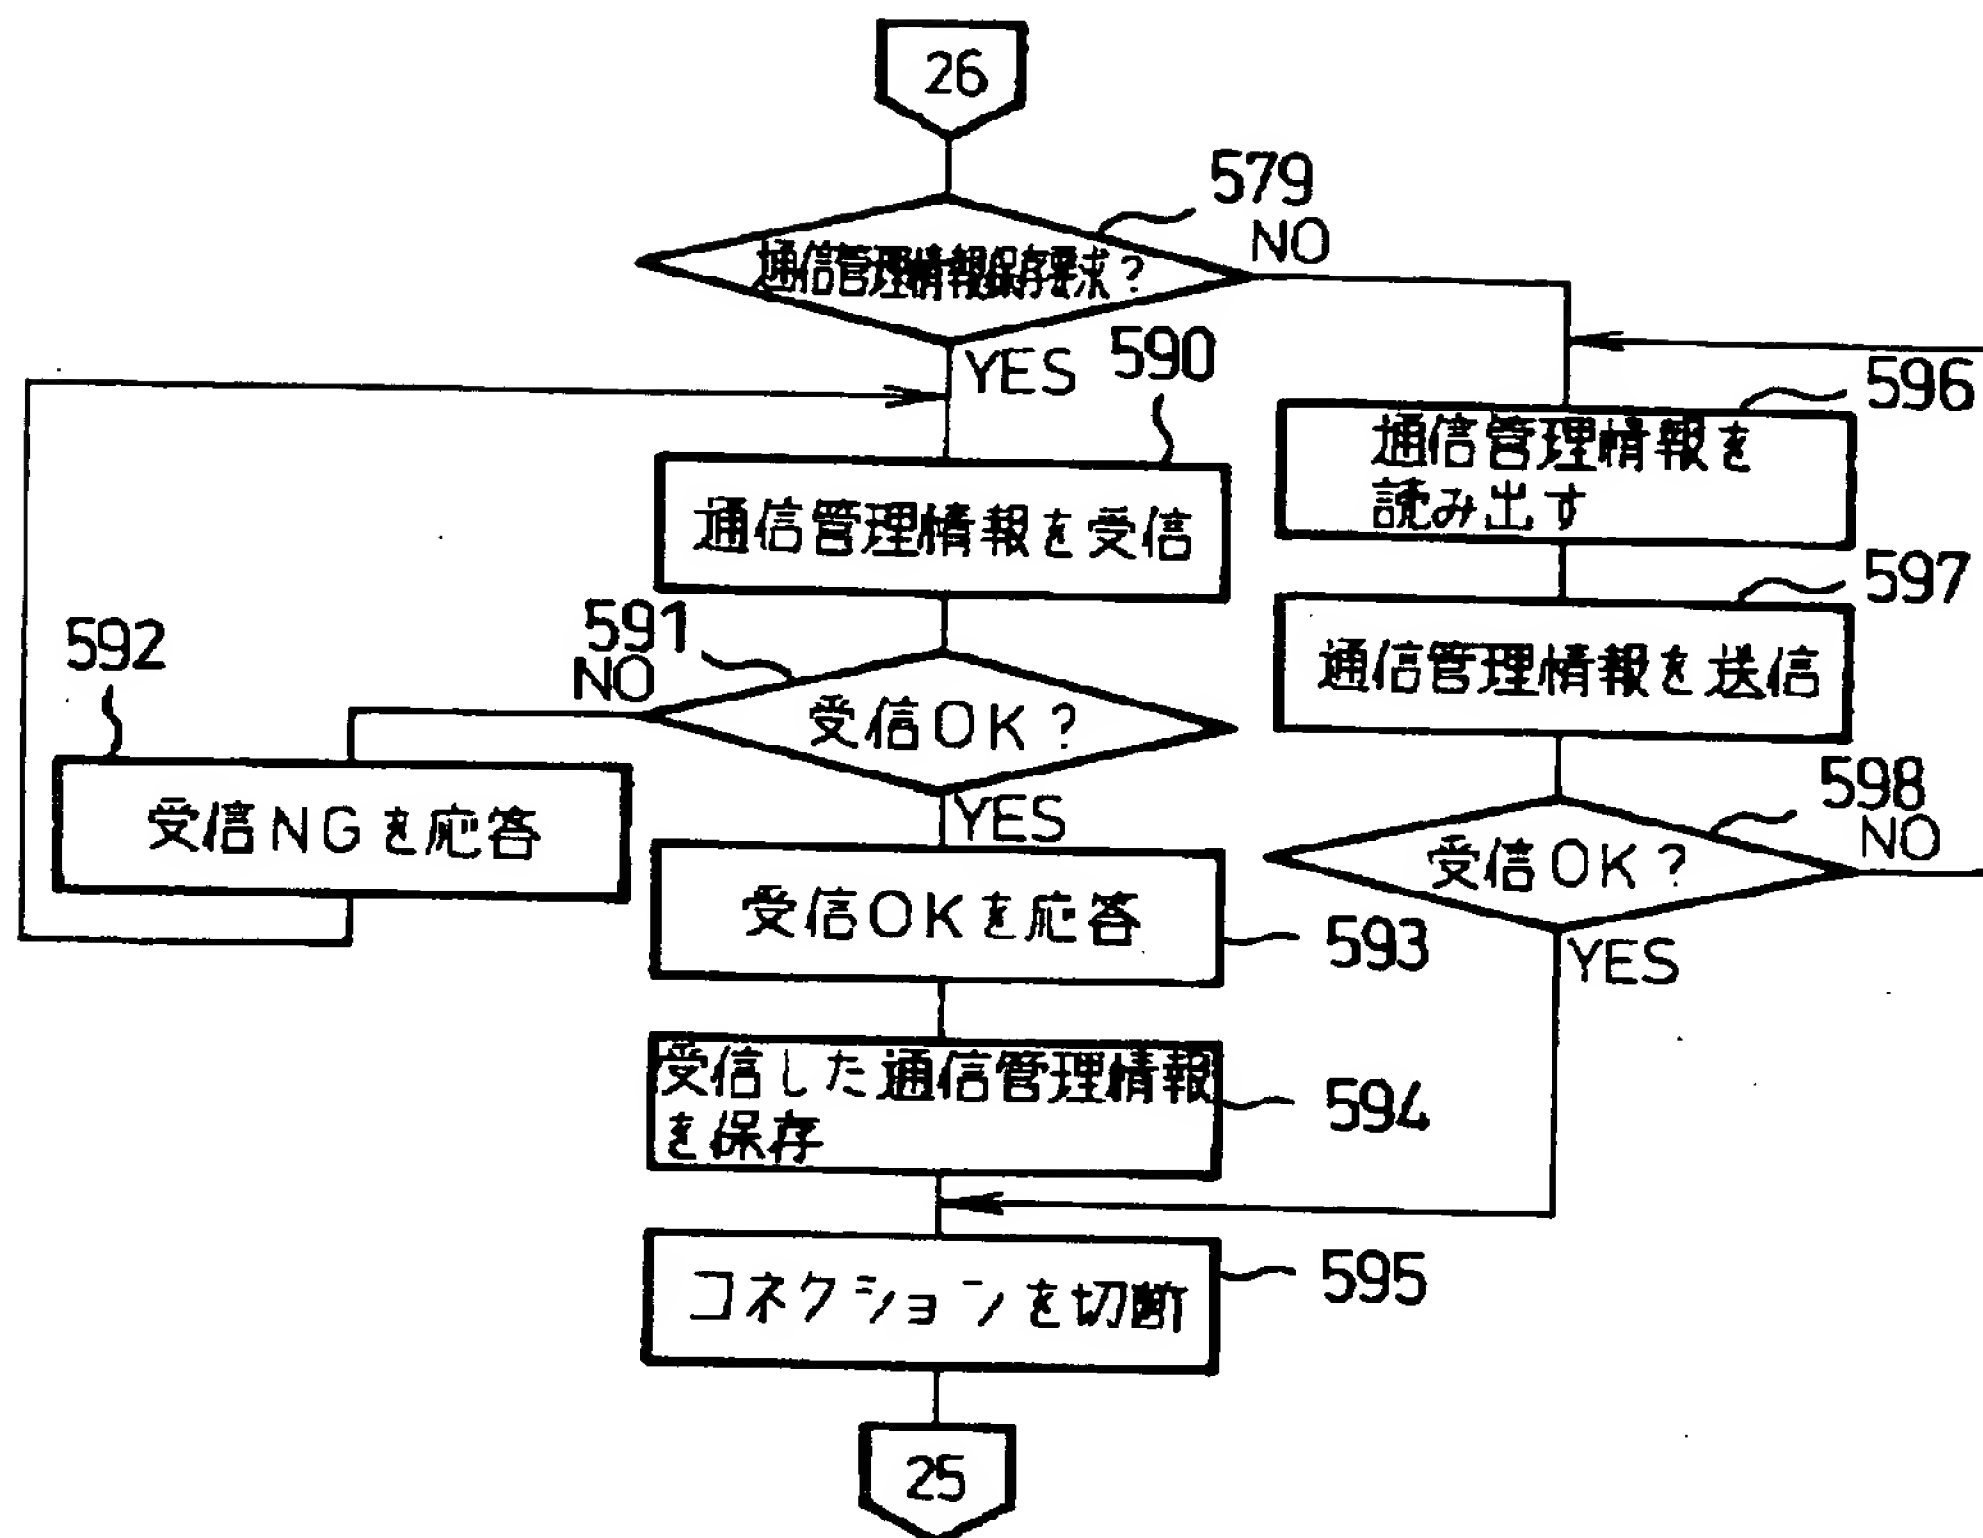 26
579
NO
通信管理情報保存要求？
YES
590
596
通信管理情報を
読み出す
通信管理情報を受信
597
通信管理情報を送信
591
NO
592
受信OK？
YES
受信NGを応答
598
NO
受信OK？
YES
受信OKを応答
593
受信した通信管理情報
を保存
594
コネクションを切断
595
25